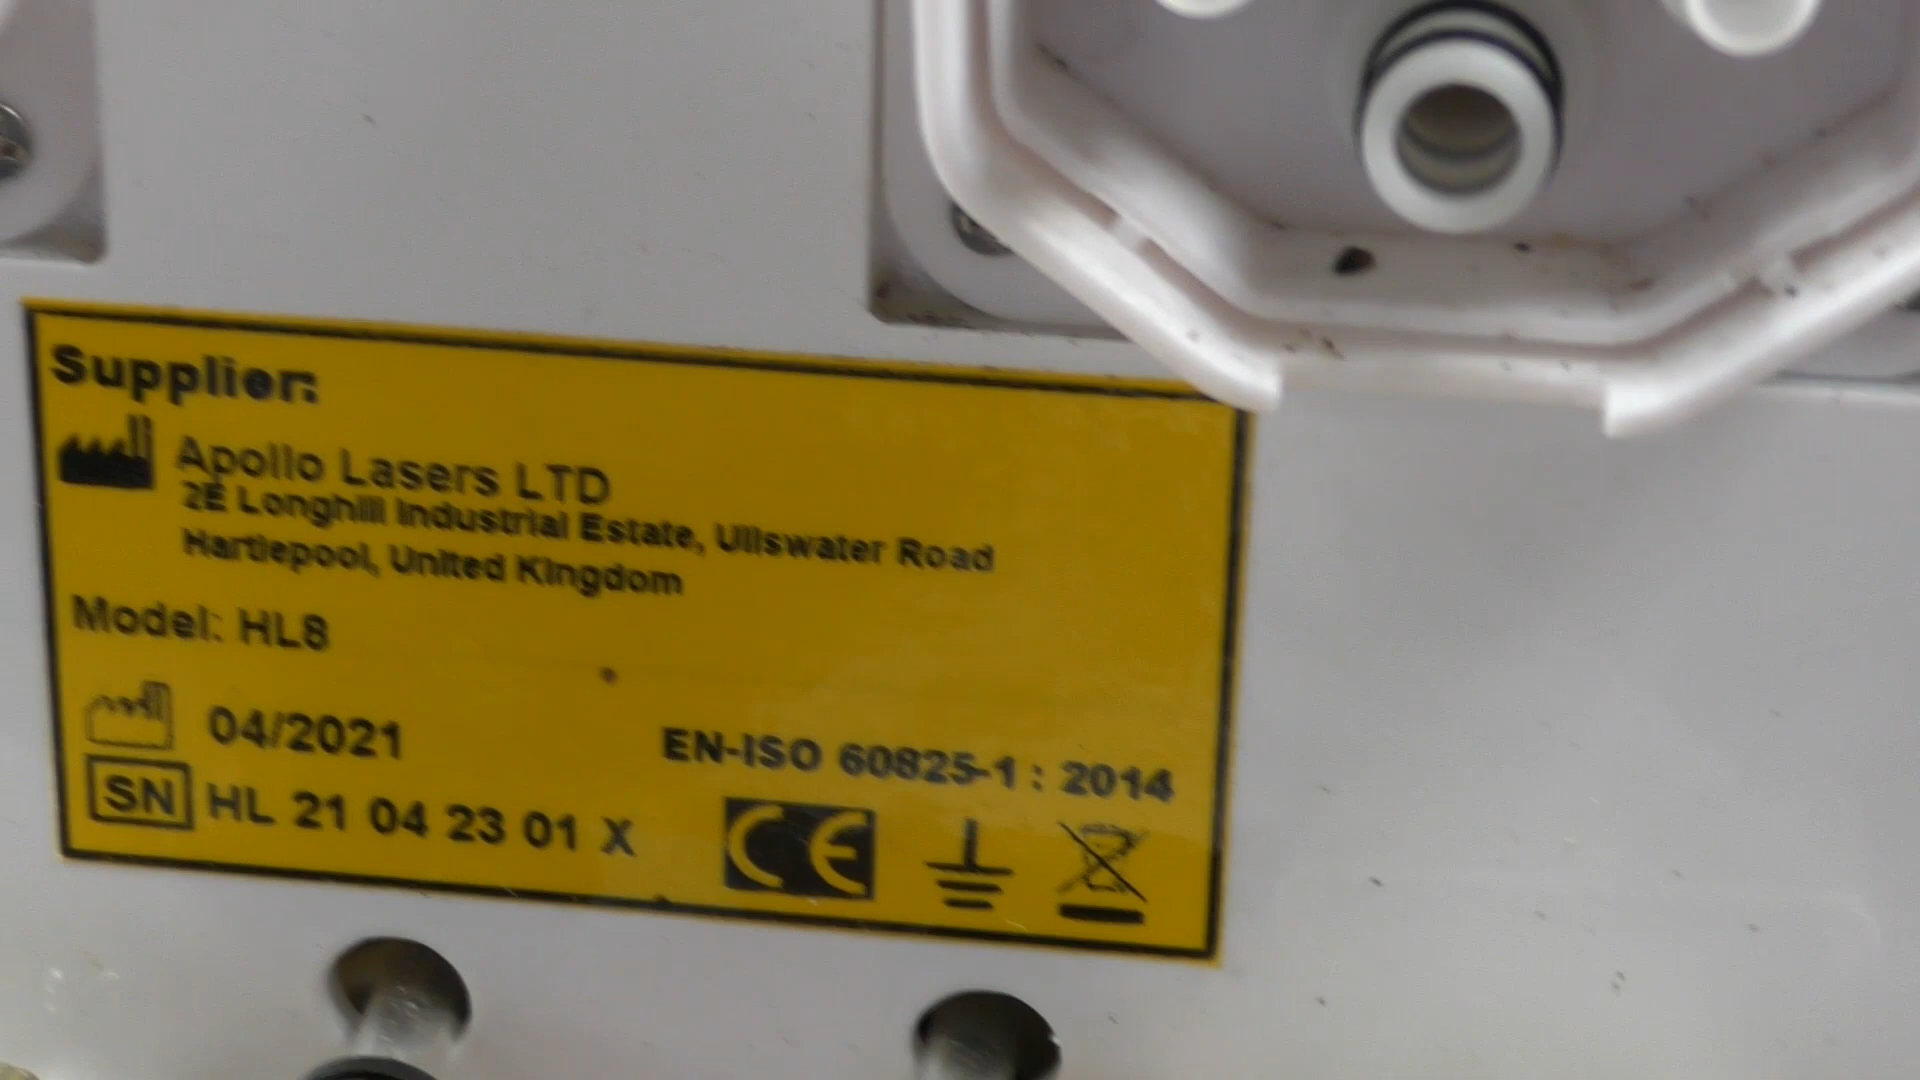 Supplier:
Apollo Lasers LTD
2E Longhill Industrial Estate, Ullswater Road
Hartlepool, United Kingdom
Model: HL8
04/2021
EN-ISO 60825-1 : 2014
SN HL 21 04 23 01 X
CE